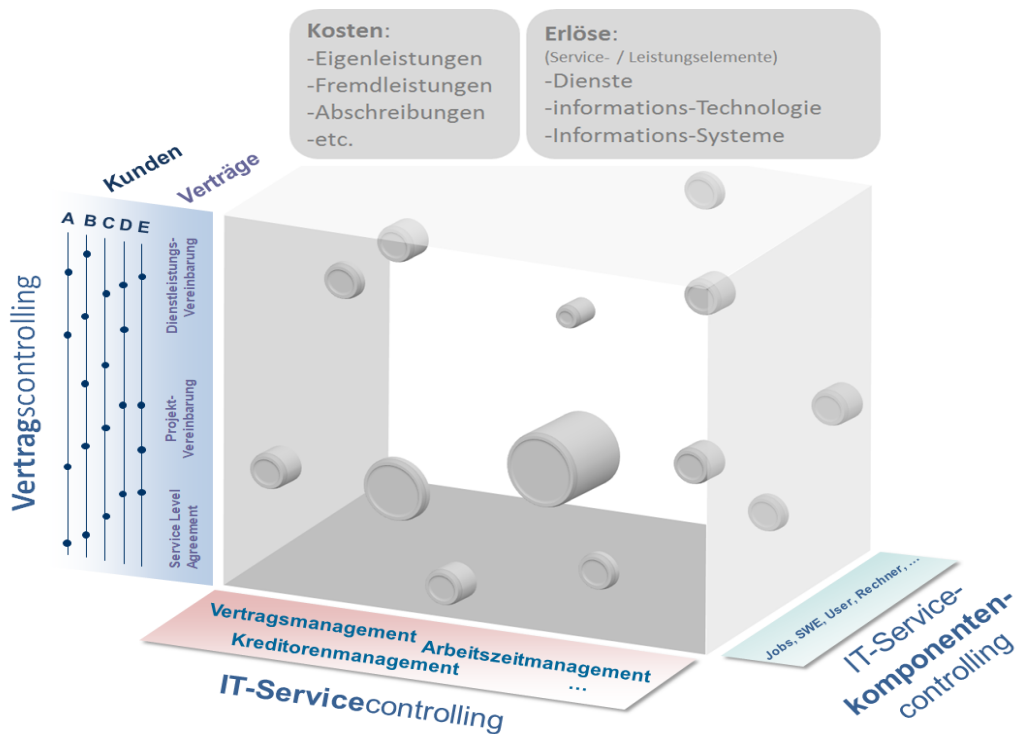 Kosten:
-Eigenleistungen
-Fremdleistungen
-Abschreibungen
-etc.
Erlöse:
(Service- / Leistungselemente)
-Dienste
-informations-Technologie
-Informations-Systeme
Kunden
Verträge
A B C D E
Dienstleistungs-
Vereinbarung
Projekt-
Vereinbarung
Service Level
Agreement
Vertragscontrolling
Vertragsmanagement
Arbeitszeitmanagement
Kreditorenmanagement
...
IT-Servicecontrolling
Jobs, SWE, User, Rechner, ...
IT-Service-
komponenten-
controlling